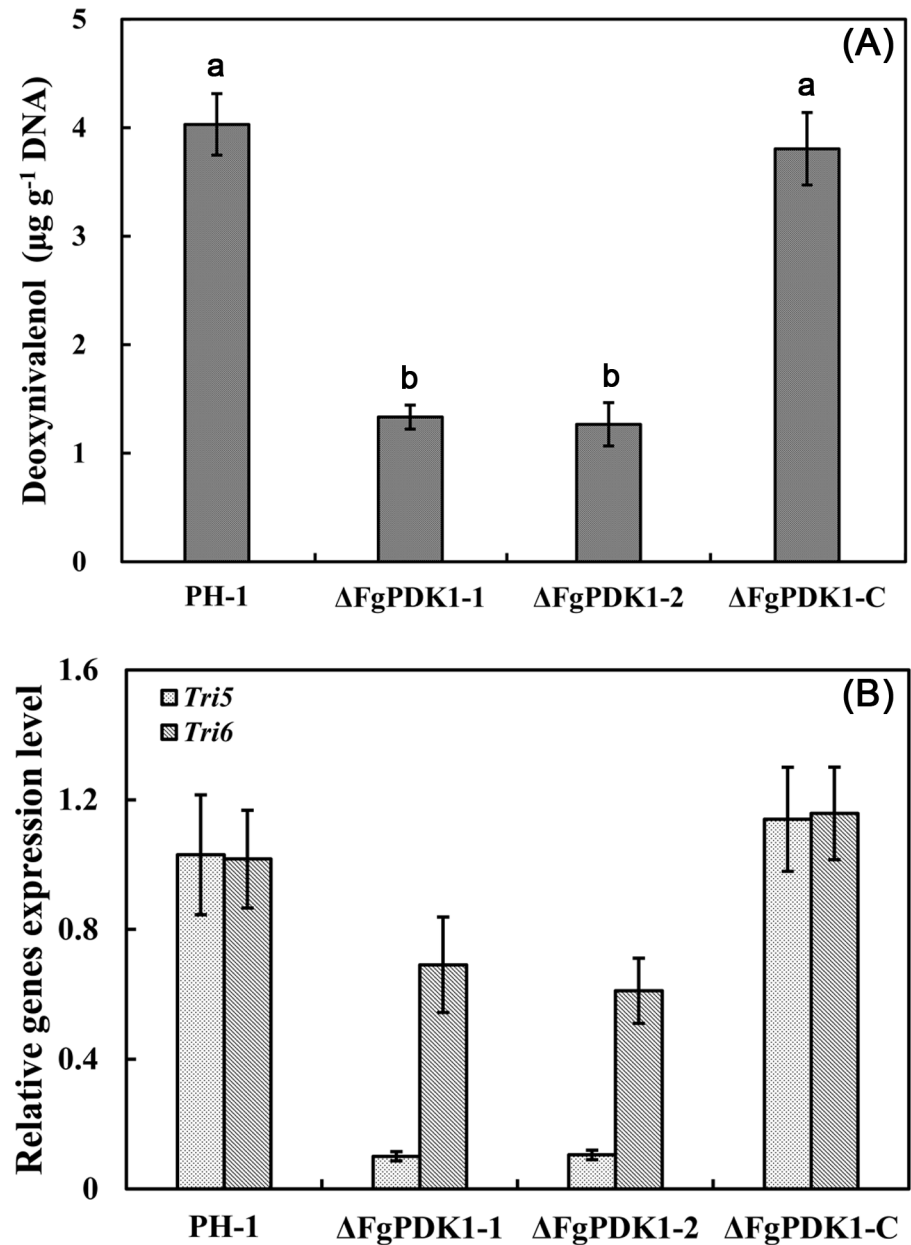 (A)
5
4
3
2
1
0
Deoxynivalenol (µg g⁻¹ DNA)
a
b
b
a
PH-1 ΔFgPDK1-1 ΔFgPDK1-2 ΔFgPDK1-C
(B)
1.6
1.2
0.8
0.4
0
Relative genes expression level
Tri5
Tri6
PH-1 ΔFgPDK1-1 ΔFgPDK1-2 ΔFgPDK1-C